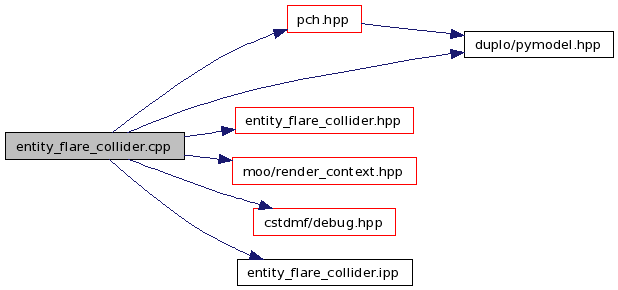 pch.hpp
duplo/pymodel.hpp
entity_flare_collider.hpp
entity_flare_collider.cpp
moo/render_context.hpp
cstdmf/debug.hpp
entity_flare_collider.ipp